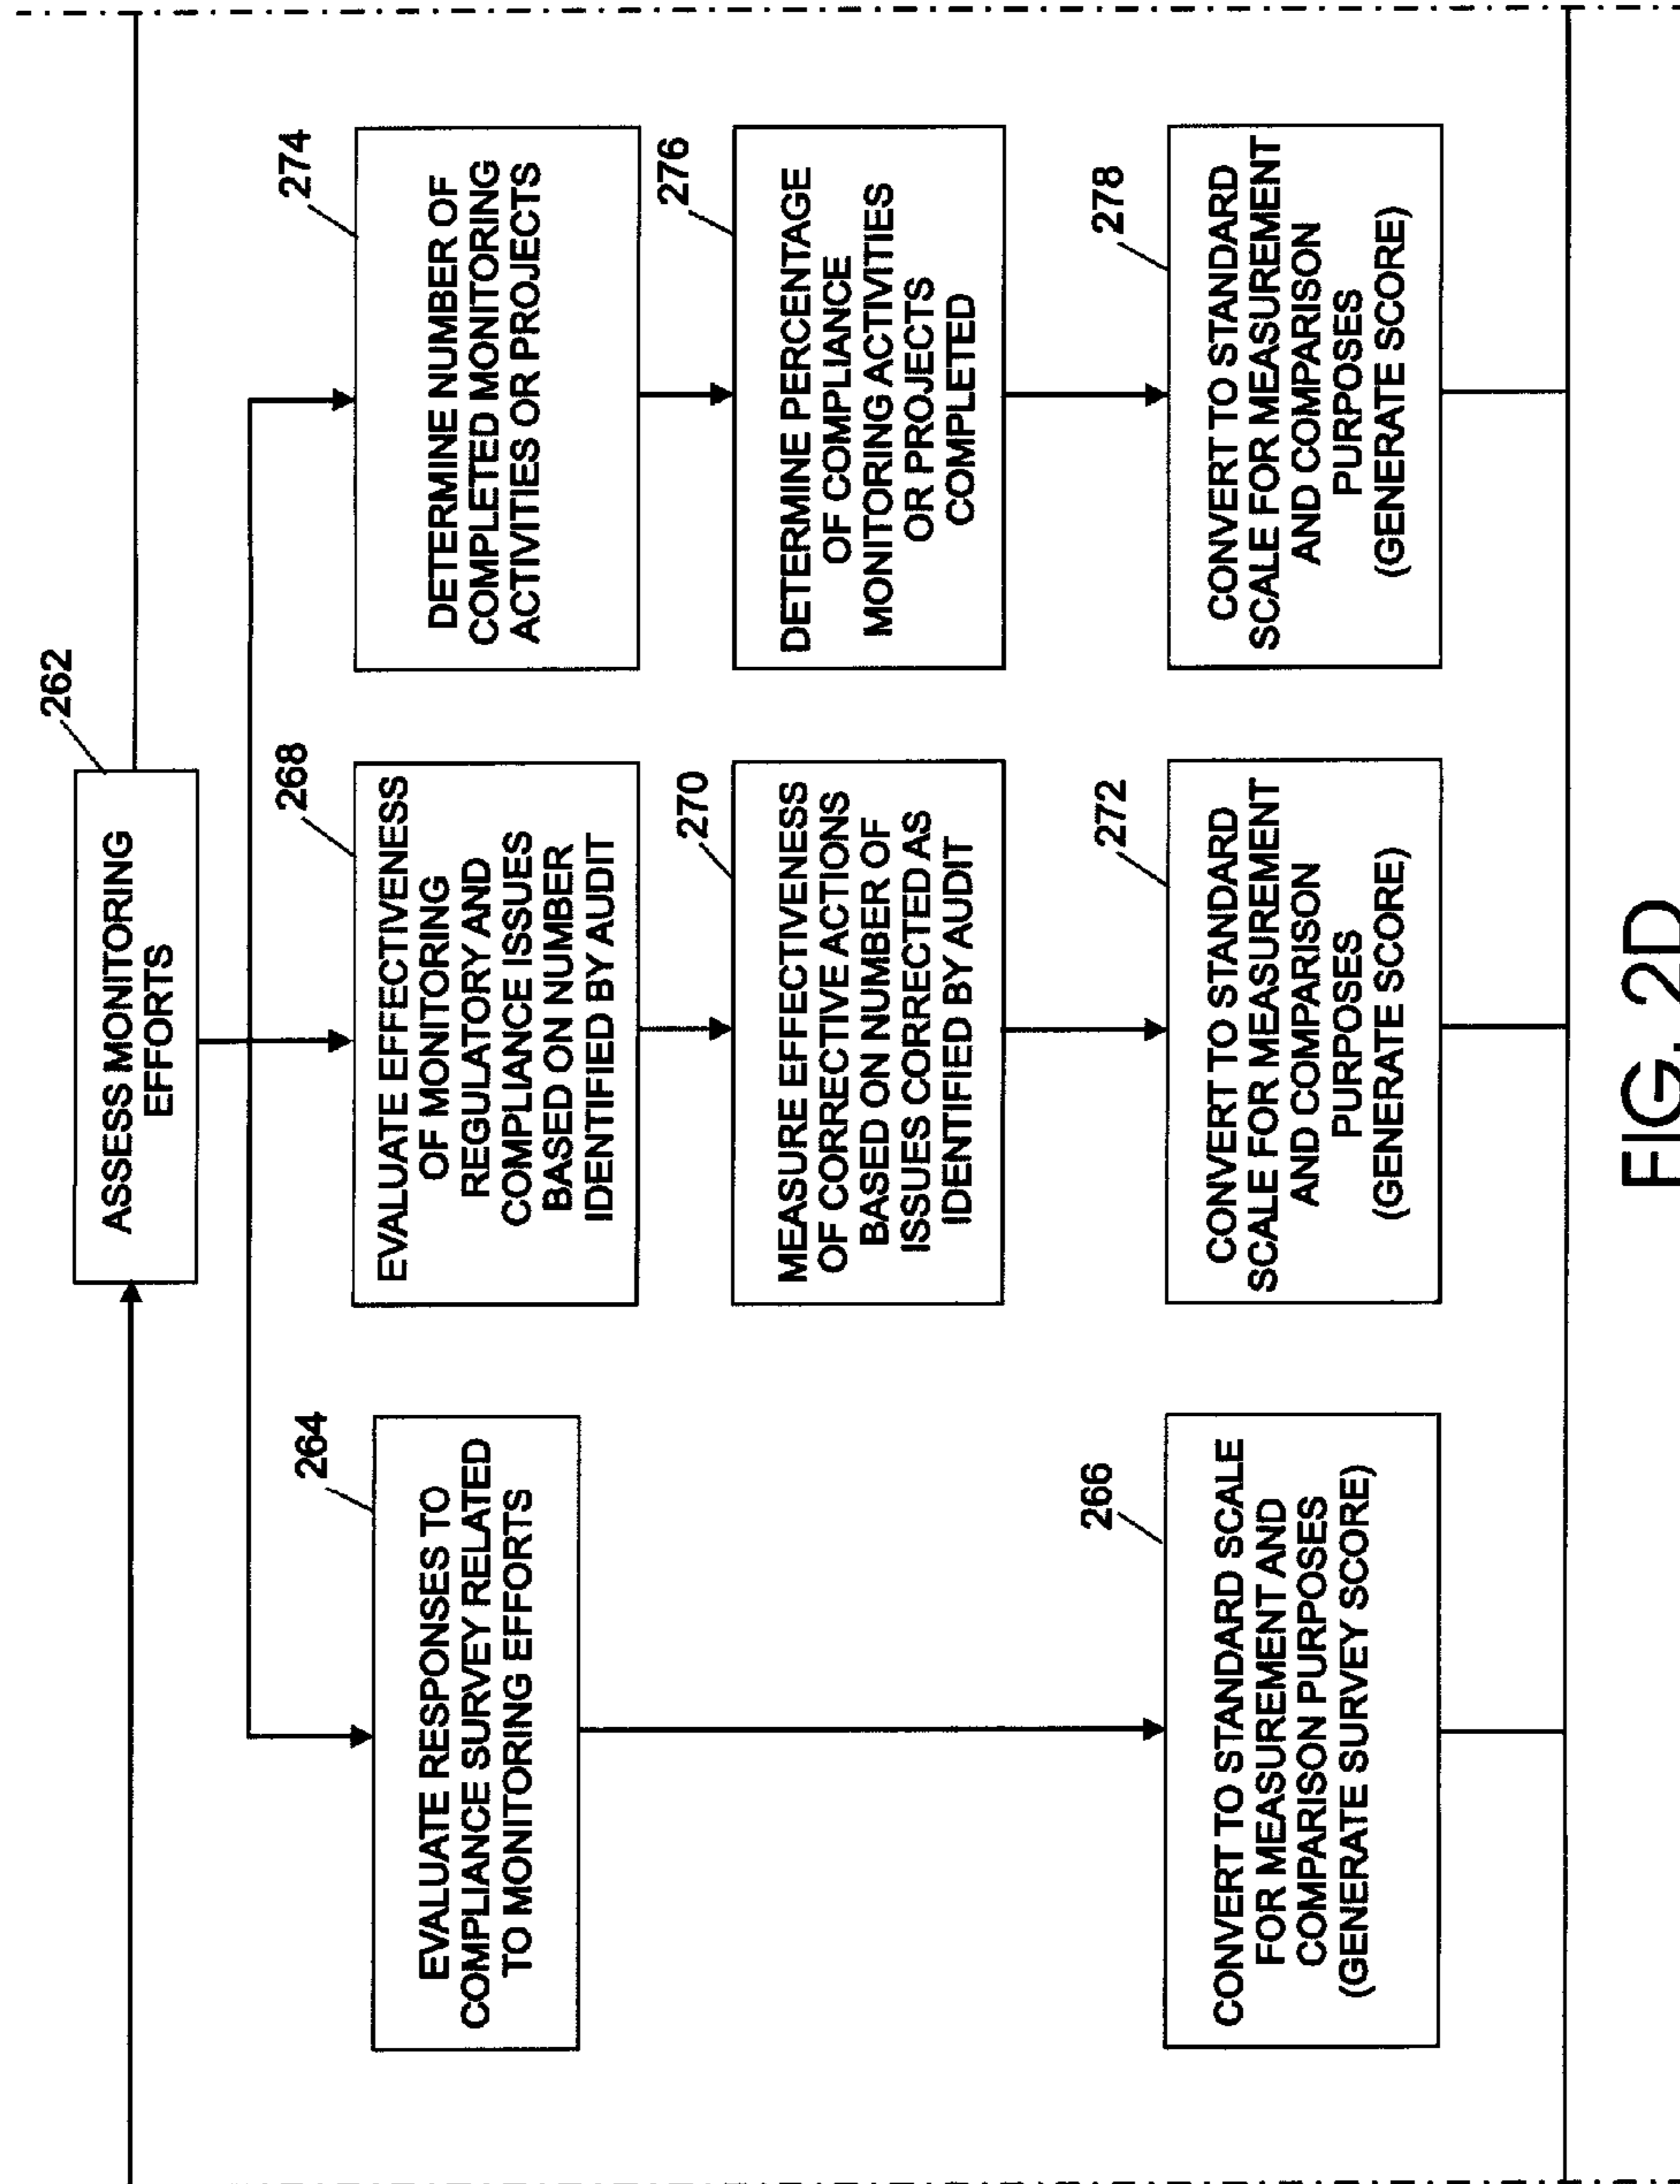 262
ASSESS MONITORING
EFFORTS
264
EVALUATE RESPONSES TO
COMPLIANCE SURVEY RELATED
TO MONITORING EFFORTS
266
CONVERT TO STANDARD SCALE
FOR MEASUREMENT AND
COMPARISON PURPOSES
(GENERATE SURVEY SCORE)
268
EVALUATE EFFECTIVENESS
OF MONITORING
REGULATORY AND
COMPLIANCE ISSUES
BASED ON NUMBER
IDENTIFIED BY AUDIT
270
MEASURE EFFECTIVENESS
OF CORRECTIVE ACTIONS
BASED ON NUMBER OF
ISSUES CORRECTED AS
IDENTIFIED BY AUDIT
272
CONVERT TO STANDARD
SCALE FOR MEASUREMENT
AND COMPARISON
PURPOSES
(GENERATE SCORE)
274
DETERMINE NUMBER OF
COMPLETED MONITORING
ACTIVITIES OR PROJECTS
276
DETERMINE PERCENTAGE
OF COMPLIANCE
MONITORING ACTIVITIES
OR PROJECTS
COMPLETED
278
CONVERT TO STANDARD
SCALE FOR MEASUREMENT
AND COMPARISON
PURPOSES
(GENERATE SCORE)
FIG. 2D